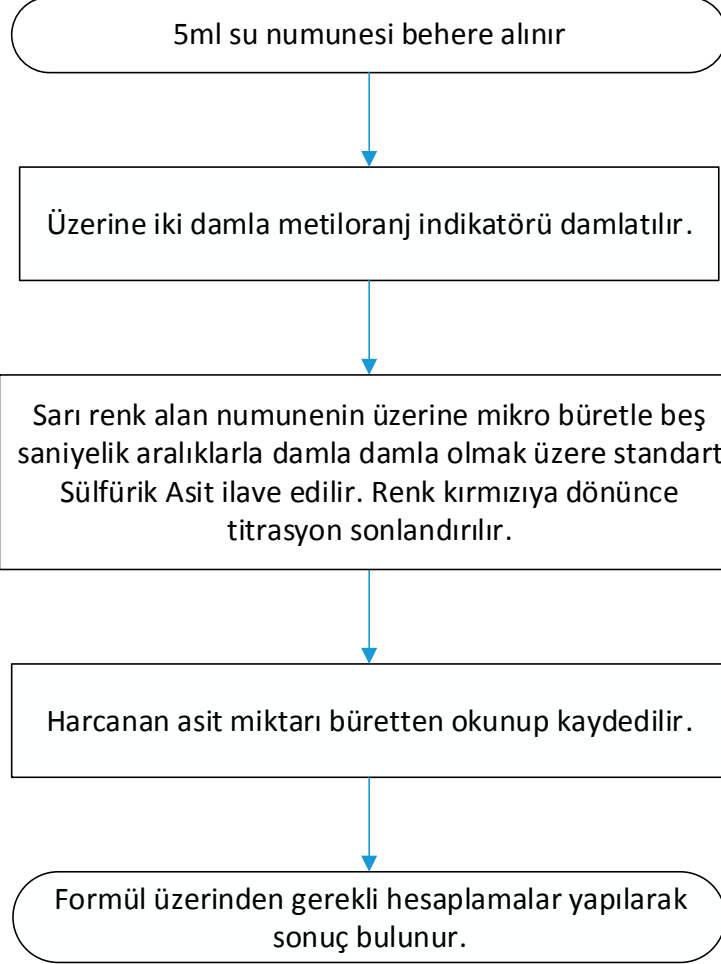 5ml su numunesi behere alınır
Üzerine iki damla metiloranj indikatörü damlatılır.
Sarı renk alan numunenin üzerine mikro büretle beş
saniyelik aralıklarla damla damla olmak üzere standart
Sülfürik Asit ilave edilir. Renk kırmızıya dönünce
titrasyon sonlandırılır.
Harcanan asit miktarı büretten okunup kaydedilir.
Formül üzerinden gerekli hesaplamalar yapılarak
sonuç bulunur.